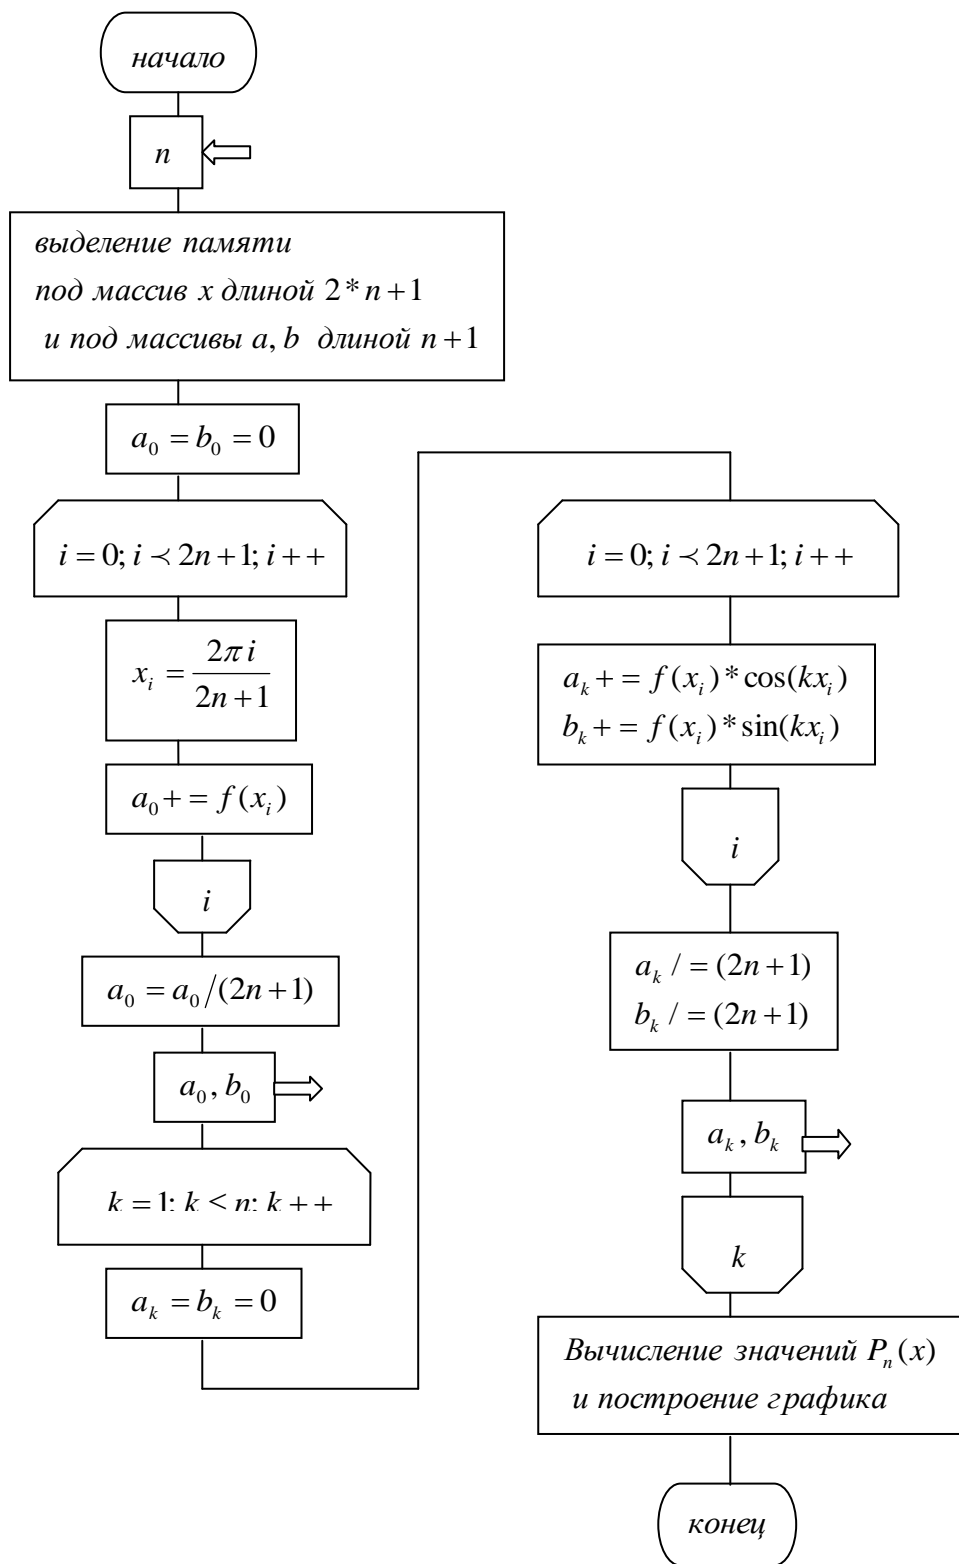 начало
n
выделение памяти
под массив x длиной 2*n+1
и под массивы a, b длиной n+1
a₀ = b₀ = 0
i = 0; i ≺ 2n+1; i++
xᵢ = 2πi / 2n+1
a₀ += f(xᵢ)
i
a₀ = a₀/(2n+1)
a₀, b₀
k = 1; k < n; k++
aₖ = bₖ = 0
i = 0; i ≺ 2n+1; i++
aₖ += f(xᵢ)*cos(kxᵢ)
bₖ += f(xᵢ)*sin(kxᵢ)
i
aₖ /= (2n+1)
bₖ /= (2n+1)
aₖ, bₖ
k
Вычисление значений Pₙ(x)
и построение графика
конец